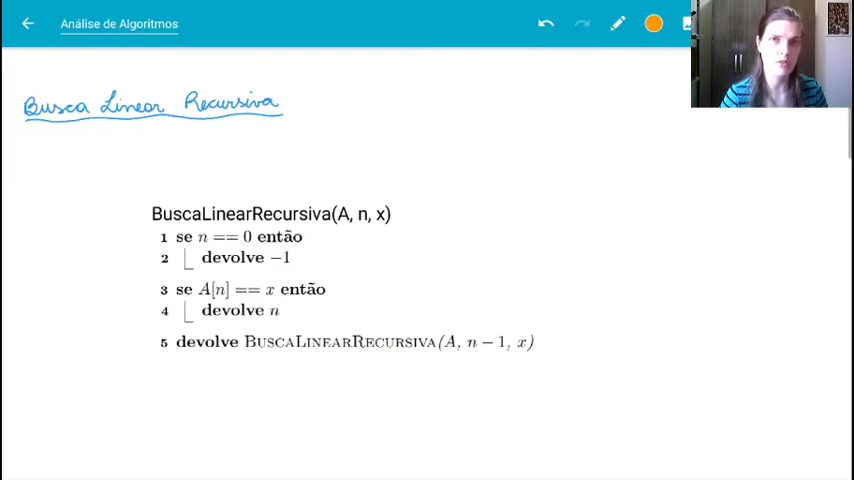 Análise de Algoritmos
Busca Linear Recursiva
BuscaLinearRecursiva(A, n, x)
1 se n == 0 então
2 devolve −1
3 se A[n] == x então
4 devolve n
5 devolve BUSCALINEARRECURSIVA(A, n − 1, x)